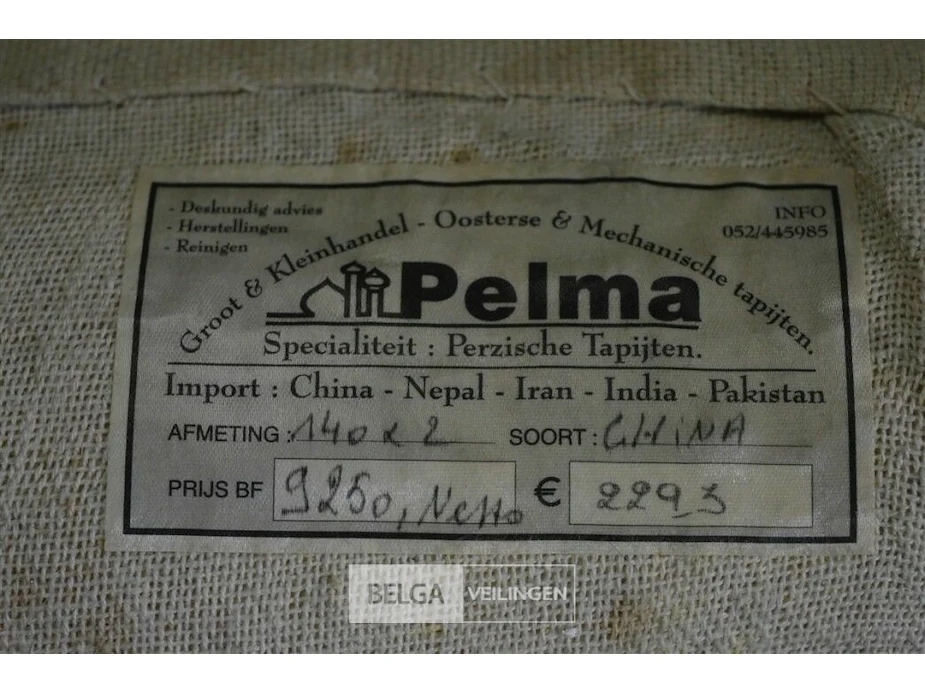 - Deskundig advies
- Herstellingen
- Reinigen
INFO
052/445985
Groot & Kleinhandel - Oosterse & Mechanische tapijten.
Pelma
Specialiteit : Perzische Tapijten.
Import : China - Nepal - Iran - India - Pakistan
AFMETING : 140 x 2 SOORT : CHINA
PRIJS BF 9250, Netto € 229,3
BELGA VEILINGEN